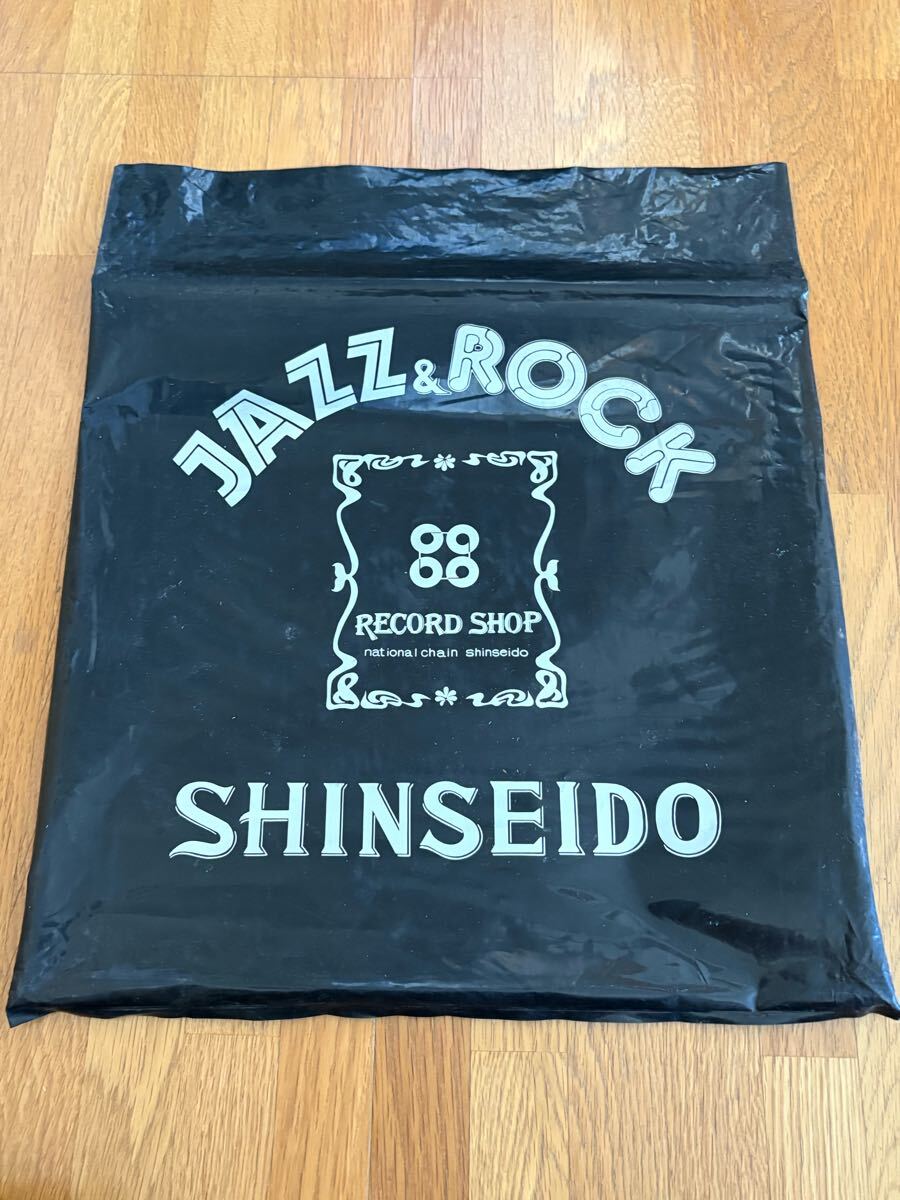 JAZZ & ROCK
RECORD SHOP
national chain shinseido
SHINSEIDO